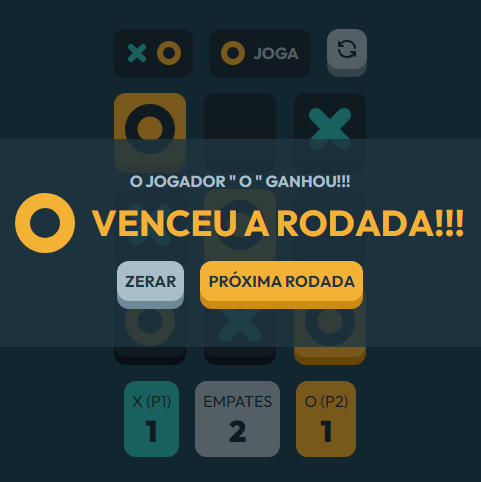 JOGA
O JOGADOR " O " GANHOU!!!
VENCEU A RODADA!!!
ZERAR
PRÓXIMA RODADA
X (P1)
EMPATES
O (P2)
1
2
1